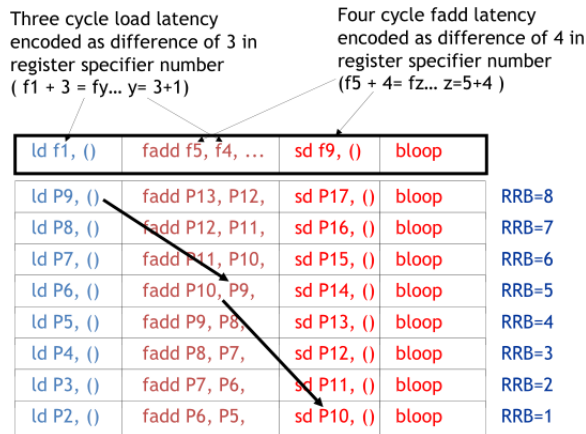 Three cycle load latency
encoded as difference of 3 in
register specifier number
( f1 + 3 = fy... y= 3+1)
Four cycle fadd latency
encoded as difference of 4 in
register specifier number
(f5 + 4= fz... z=5+4 )
ld f1, () fadd f5, f4, ... sd f9, () bloop
ld P9, () fadd P13, P12, sd P17, () bloop RRB=8
ld P8, () fadd P12, P11, sd P16, () bloop RRB=7
ld P7, () fadd P11, P10, sd P15, () bloop RRB=6
ld P6, () fadd P10, P9, sd P14, () bloop RRB=5
ld P5, () fadd P9, P8, sd P13, () bloop RRB=4
ld P4, () fadd P8, P7, sd P12, () bloop RRB=3
ld P3, () fadd P7, P6, sd P11, () bloop RRB=2
ld P2, () fadd P6, P5, sd P10, () bloop RRB=1